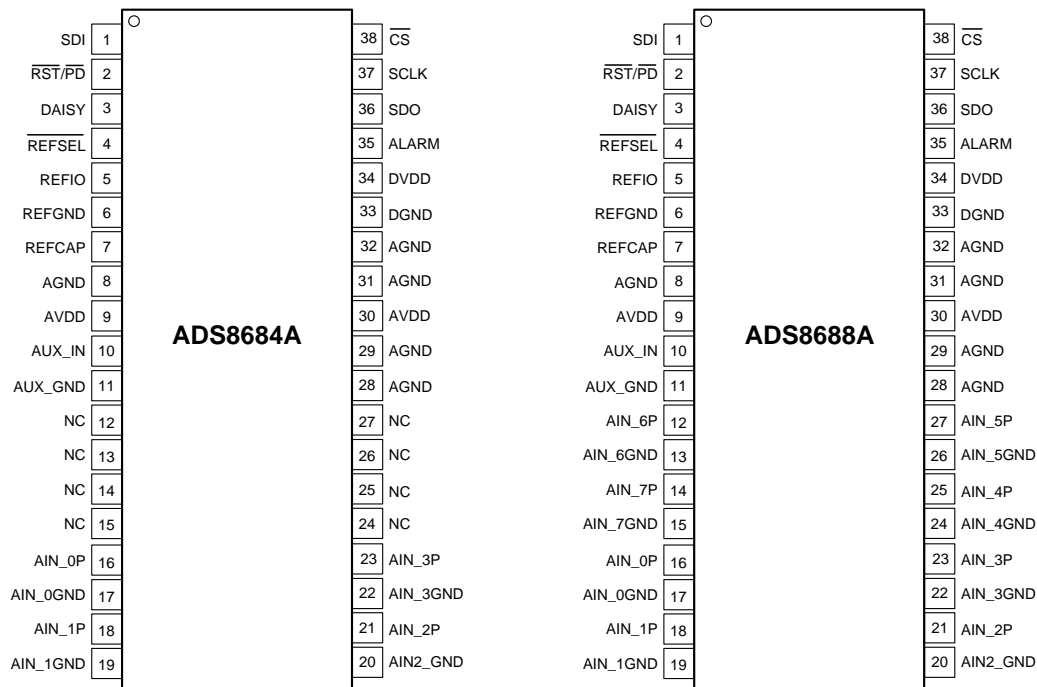 SDI 1 38 CS SDI 1 38 CS
RST/PD 2 37 SCLK RST/PD 2 37 SCLK
DAISY 3 36 SDO DAISY 3 36 SDO
REFSEL 4 35 ALARM REFSEL 4 35 ALARM
REFIO 5 34 DVDD REFIO 5 34 DVDD
REFGND 6 33 DGND REFGND 6 33 DGND
REFCAP 7 32 AGND REFCAP 7 32 AGND
AGND 8 31 AGND AGND 8 31 AGND
AVDD 9 ADS8684A 30 AVDD AVDD 9 ADS8688A 30 AVDD
AUX_IN 10 29 AGND AUX_IN 10 29 AGND
AUX_GND 11 28 AGND AUX_GND 11 28 AGND
NC 12 27 NC AIN_6P 12 27 AIN_5P
NC 13 26 NC AIN_6GND 13 26 AIN_5GND
NC 14 25 NC AIN_7P 14 25 AIN_4P
NC 15 24 NC AIN_7GND 15 24 AIN_4GND
AIN_0P 16 23 AIN_3P AIN_0P 16 23 AIN_3P
AIN_0GND 17 22 AIN_3GND AIN_0GND 17 22 AIN_3GND
AIN_1P 18 21 AIN_2P AIN_1P 18 21 AIN_2P
AIN_1GND 19 20 AIN2_GND AIN_1GND 19 20 AIN2_GND